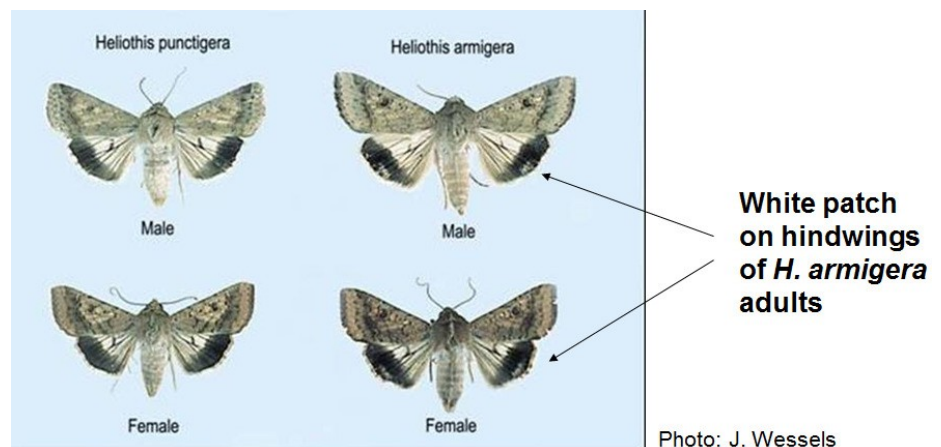 Heliothis punctigera
Heliothis armigera
Male
Male
Female
Female
White patch
on hindwings
of H. armigera
adults
Photo: J. Wessels